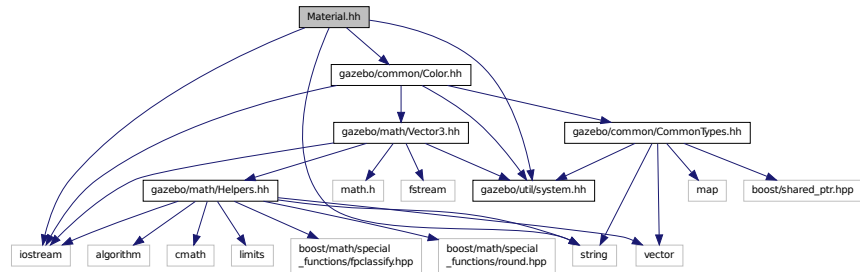 Material.hh
gazebo/common/Color.hh
gazebo/math/Vector3.hh
gazebo/common/CommonTypes.hh
gazebo/math/Helpers.hh
math.h
fstream
gazebo/util/system.hh
map
boost/shared_ptr.hpp
iostream
algorithm
cmath
limits
boost/math/special
_functions/fpclassify.hpp
boost/math/special
_functions/round.hpp
string
vector